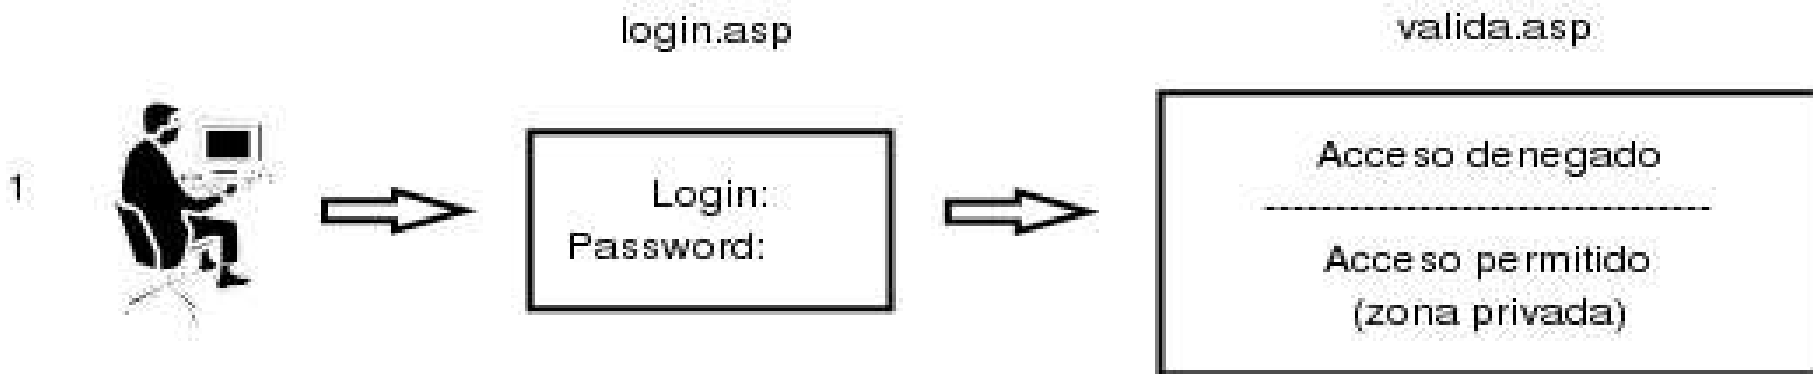 login.asp
valida.asp
1
Login:
Password:
Acceso denegado
Acceso permitido
(zona privada)